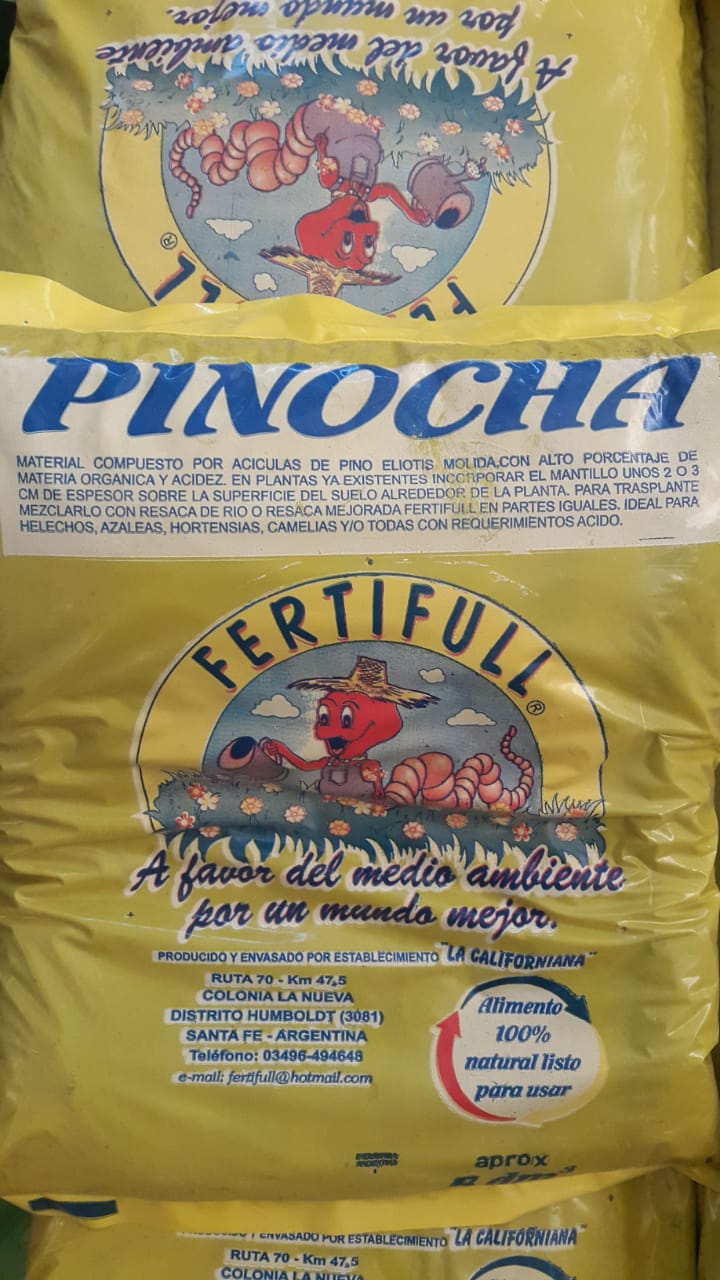 A favor del medio ambiente
por un mundo mejor.
PINOCHA
MATERIAL COMPUESTO POR ACICULAS DE PINO ELIOTIS MOLIDA,CON ALTO PORCENTAJE DE
MATERIA ORGANICA Y ACIDEZ. EN PLANTAS YA EXISTENTES INCORPORAR EL MANTILLO UNOS 2 O 3
CM DE ESPESOR SOBRE LA SUPERFICIE DEL SUELO ALREDEDOR DE LA PLANTA. PARA TRASPLANTE
MEZCLARLO CON RESACA DE RIO O RESACA MEJORADA FERTIFULL EN PARTES IGUALES. IDEAL PARA
HELECHOS, AZALEAS, HORTENSIAS, CAMELIAS Y/O TODAS CON REQUERIMIENTOS ACIDO.
FERTIFULL®
A favor del medio ambiente
por un mundo mejor.
PRODUCIDO Y ENVASADO POR ESTABLECIMIENTO "LA CALIFORNIANA"
RUTA 70 - Km 47,5
COLONIA LA NUEVA
DISTRITO HUMBOLDT (3081)
SANTA FE - ARGENTINA
Teléfono: 03496-494648
e-mail: fertifull@hotmail.com
Alimento
100%
natural listo
para usar
aprox
ENVASADO POR ESTABLECIMIENTO "LA CALIFORNIANA"
RUTA 70 - Km 47,5
COLONIA LA NUEVA